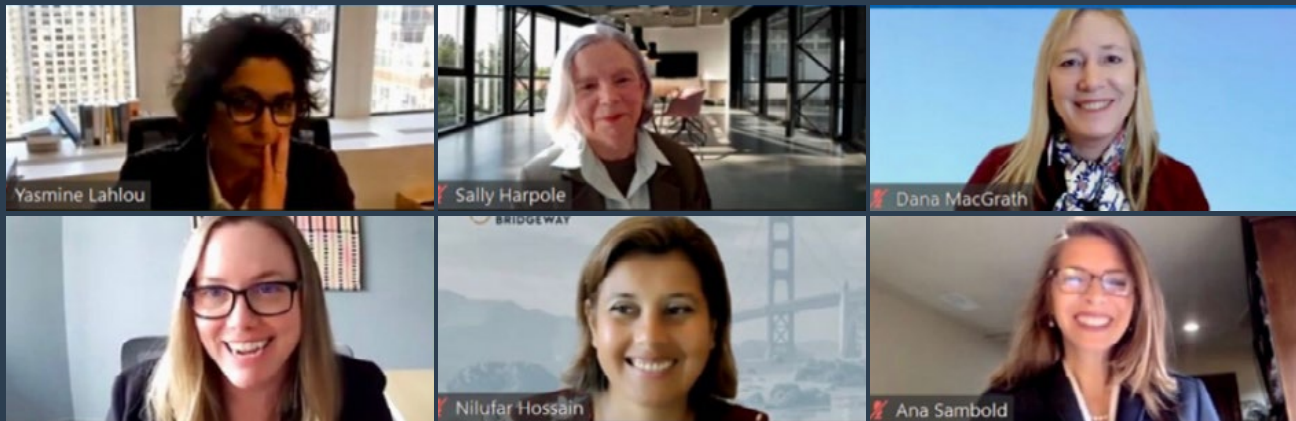 Yasmine Lahlou
Sally Harpole
Dana MacGrath
BRIDGEWAY
Nilufar Hossain
Ana Sambold